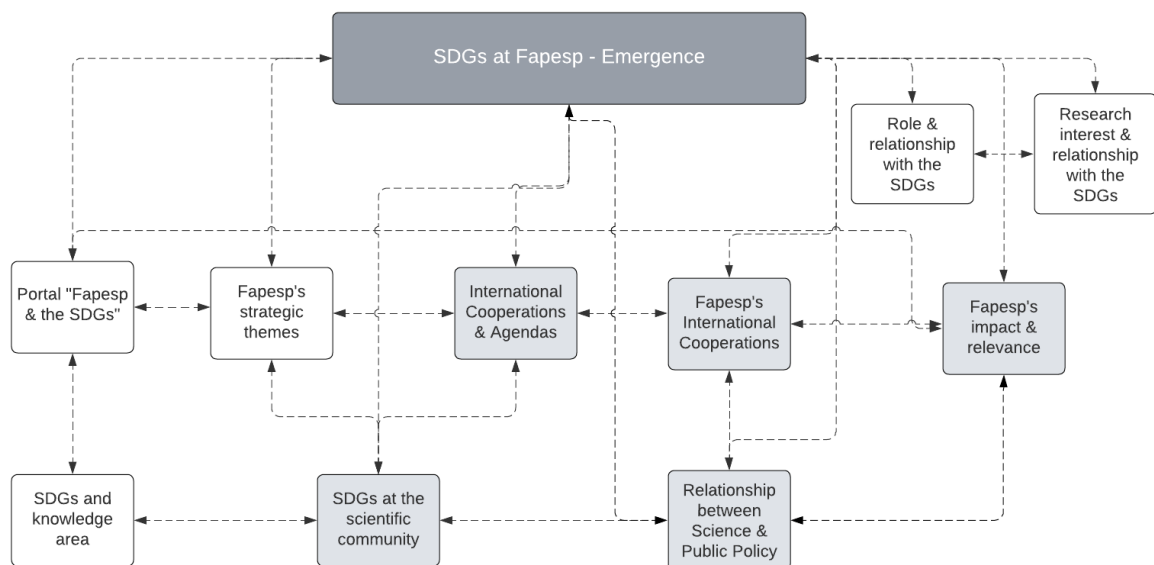 SDGs at Fapesp - Emergence
Role &
relationship
with the
SDGs
Research
interest &
relationship
with the
SDGs
Portal "Fapesp
& the SDGs"
Fapesp's
strategic
themes
International
Cooperations
& Agendas
Fapesp's
International
Cooperations
Fapesp's
impact &
relevance
SDGs and
knowledge
area
SDGs at the
scientific
community
Relationship
between
Science &
Public Policy